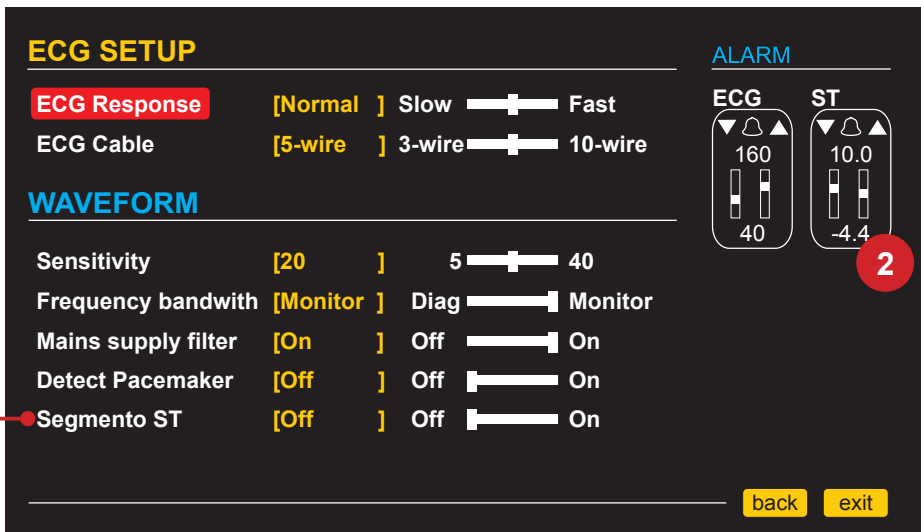 ECG SETUP
ECG Response [Normal ] Slow Fast
ECG Cable [5-wire ] 3-wire 10-wire
WAVEFORM
Sensitivity [20 ] 5 40
Frequency bandwith [Monitor ] Diag Monitor
Mains supply filter [On ] Off On
Detect Pacemaker [Off ] Off On
Segmento ST [Off ] Off On
ALARM
ECG ST
160 10.0
40 -4.4
2
back exit